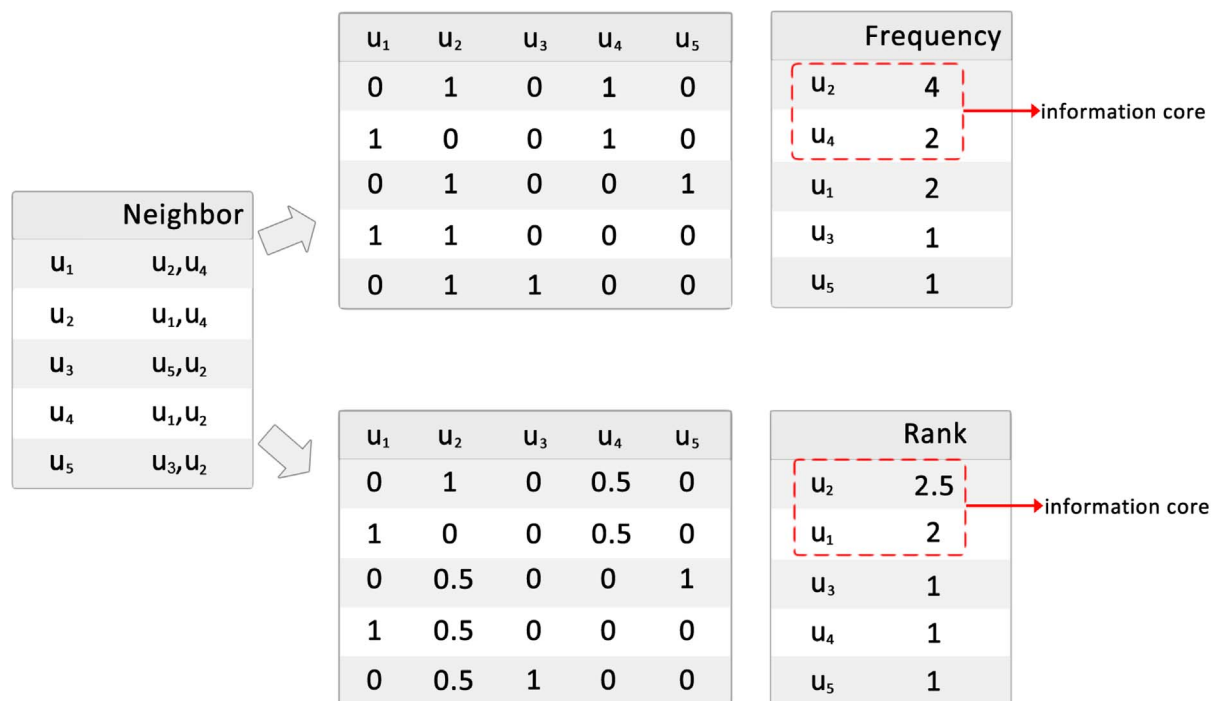 Neighbor
u₁ u₂,u₄
u₂ u₁,u₄
u₃ u₅,u₂
u₄ u₁,u₂
u₅ u₃,u₂
u₁ u₂ u₃ u₄ u₅
0 1 0 1 0
1 0 0 1 0
0 1 0 0 1
1 1 0 0 0
0 1 1 0 0
Frequency
u₂ 4
u₄ 2
u₁ 2
u₃ 1
u₅ 1
information core
u₁ u₂ u₃ u₄ u₅
0 1 0 0.5 0
1 0 0 0.5 0
0 0.5 0 0 1
1 0.5 0 0 0
0 0.5 1 0 0
Rank
u₂ 2.5
u₁ 2
u₃ 1
u₄ 1
u₅ 1
information core